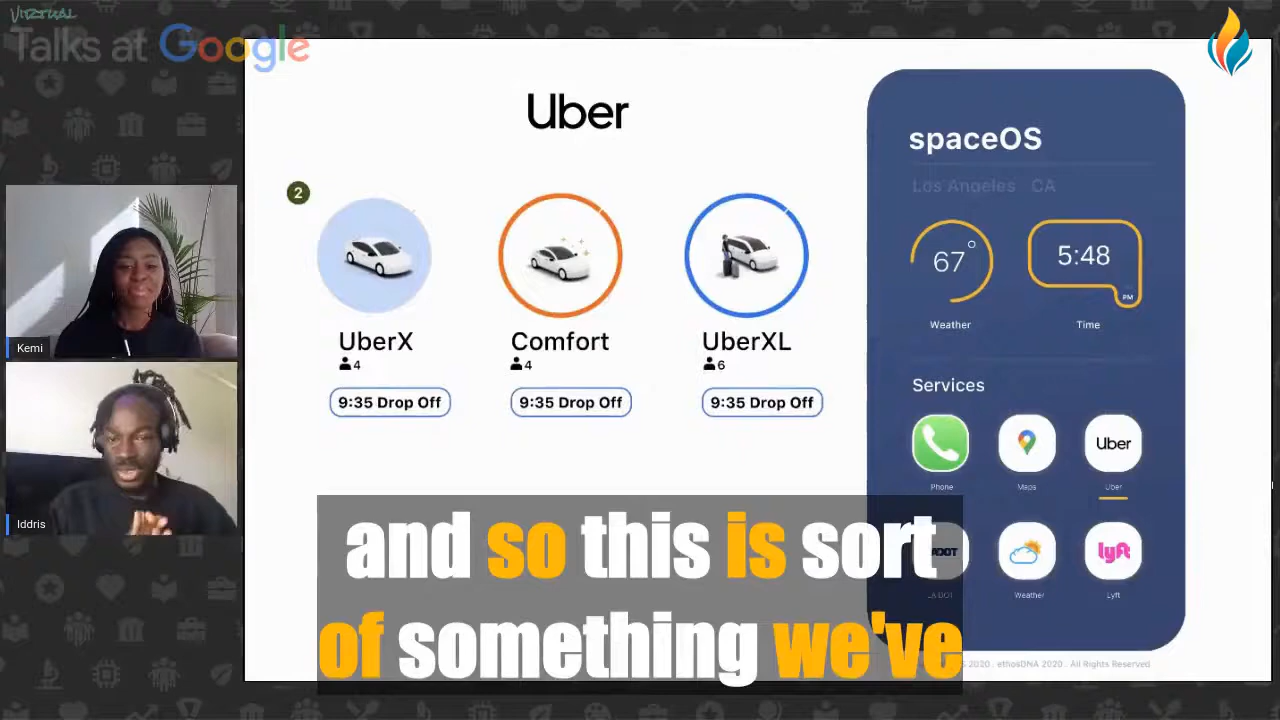 Virtual
Talks at Google
Uber
2
UberX
4
9:35 Drop Off
Comfort
4
9:35 Drop Off
UberXL
6
9:35 Drop Off
spaceOS
Los Angeles CA
67°
Weather
5:48
PM
Time
Services
Phone
Maps
Uber
Uber
LA DOT
Weather
lyft
Lyft
Kemi
Iddris
and so this is sort
of something we've
2020 . ethosDNA 2020 . All Rights Reserved